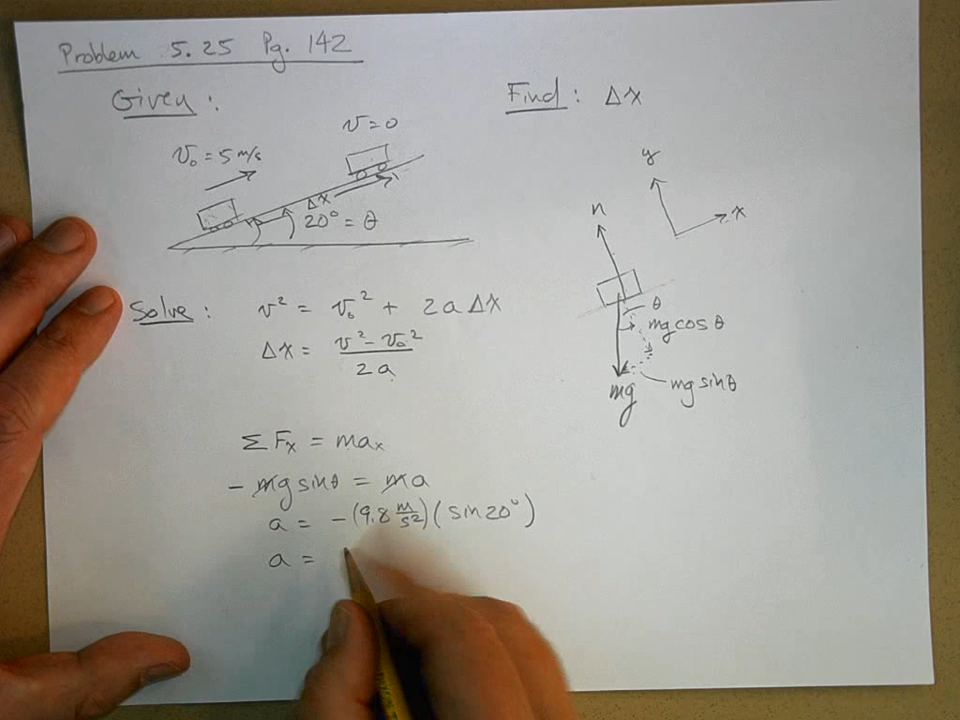 Problem 5.25 Pg. 142
Given:
Find: Δx
v=0
v₀ = 5 m/s
Δx
20° = θ
y
x
n
θ
mg cos θ
mg
mg sin θ
Solve: v² = v₀² + 2aΔx
Δx = (v² - v₀²)/2a
ΣFₓ = maₓ
- mg sinθ = ma
a = -(9.8 m/s²)(sin 20°)
a =